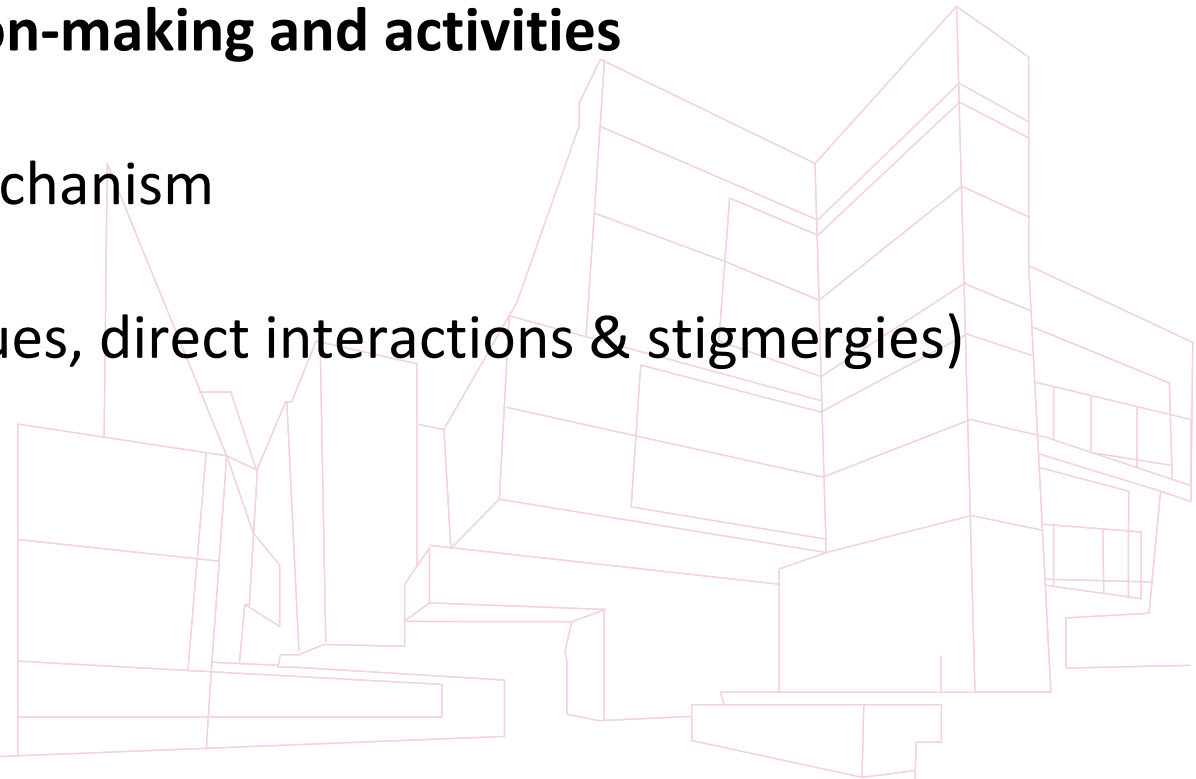 on-making and activities
chanism
ues, direct interactions & stigmergies)